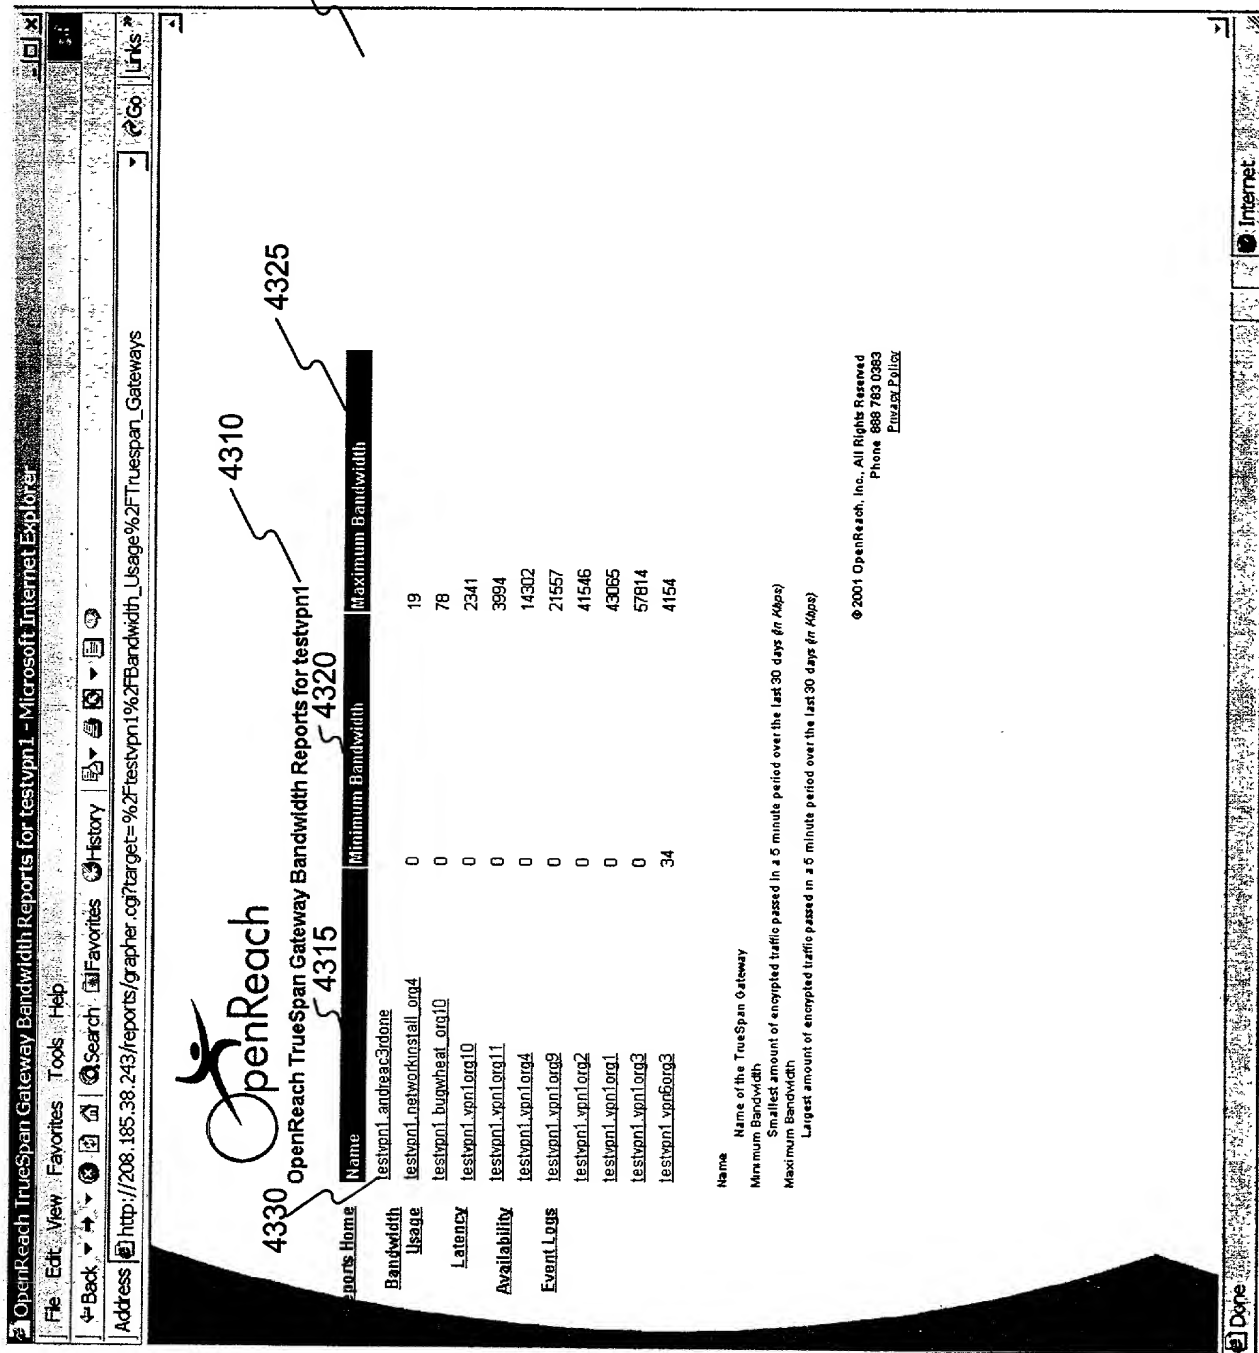 OpenReach TrueSpan Gateway Bandwidth Reports for testvpn1 - Microsoft Internet Explorer
File Edit View Favorites Tools Help
Back Search Favorites History
Address http://208.185.38.243/reports/grapher.cgi?target=%2Ftestvpn1%2FBandwidth_Usage%2FTruespan_Gateways Go Links »
OpenReach
4310
4325
OpenReach TrueSpan Gateway Bandwidth Reports for testvpn1
4330 4315 4320
Name Minimum Bandwidth Maximum Bandwidth
ports Home
Bandwidth Usage
Latency
Availability
Event Logs
testvpn1.andreac3rdone
testvpn1.networkinstall_org4 0 19
testvpn1.bugwheat_org10 0 78
testvpn1.vpn1org10 0 2341
testvpn1.vpn1org11 0 3994
testvpn1.vpn1org4 0 14302
testvpn1.vpn1org9 0 21557
testvpn1.vpn1org2 0 41546
testvpn1.vpn1org1 0 43065
testvpn1.vpn1org3 0 57814
testvpn1.vpn6org3 34 4154
Name
Name of the TrueSpan Gateway
Minimum Bandwidth
Smallest amount of encyrpted traffic passed in a 5 minute period over the last 30 days (in Kbps)
Maximum Bandwidth
Largest amount of encrypted traffic passed in a 5 minute period over the last 30 days (in Kbps)
© 2001 OpenReach, Inc., All Rights Reserved
Phone 888 783 0383
Privacy Policy
Done Internet